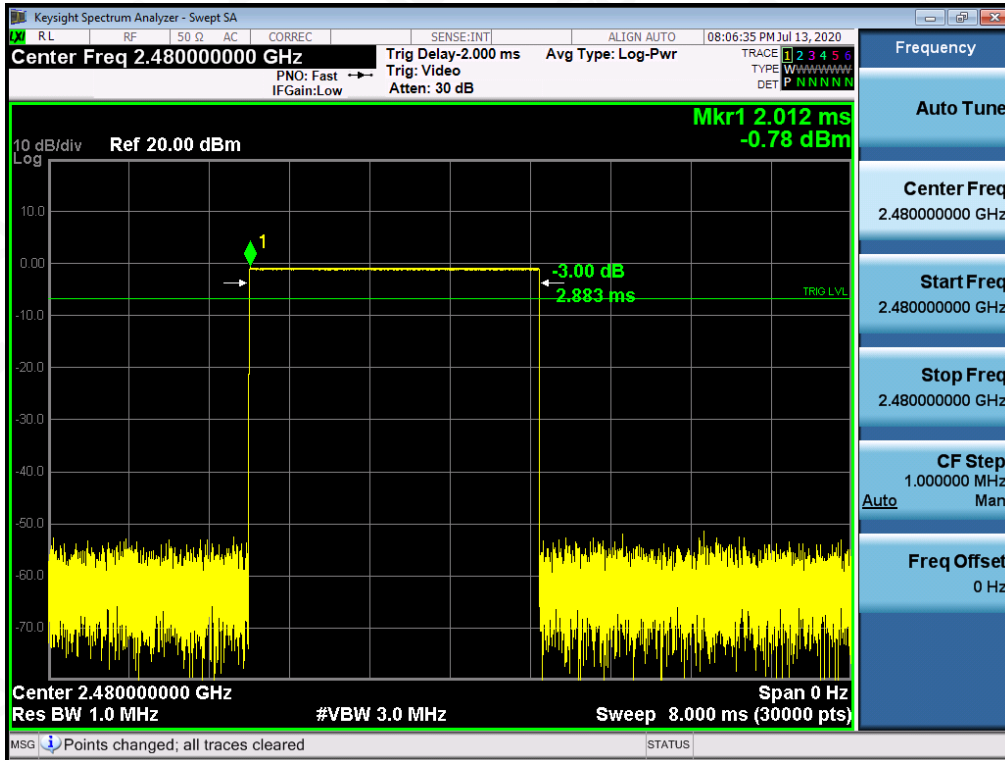 Keysight Spectrum Analyzer - Swept SA
LXI RL RF 50 Ω AC CORREC SENSE:INT ALIGN AUTO 08:06:35 PM Jul 13, 2020
Center Freq 2.480000000 GHz
PNO: Fast
IFGain:Low
Trig Delay-2.000 ms
Trig: Video
Atten: 30 dB
Avg Type: Log-Pwr
TRACE 1 2 3 4 5 6
TYPE WWWWWW
DET P N N N N N
Mkr1 2.012 ms
-0.78 dBm
10 dB/div Ref 20.00 dBm
Log
10.0
1
0.00
-3.00 dB
2.883 ms
TRIG LVL
-10.0
-20.0
-30.0
-40.0
-50.0
-60.0
-70.0
Center 2.480000000 GHz Span 0 Hz
Res BW 1.0 MHz #VBW 3.0 MHz Sweep 8.000 ms (30000 pts)
MSG Points changed; all traces cleared STATUS
Frequency
Auto Tune
Center Freq
2.480000000 GHz
Start Freq
2.480000000 GHz
Stop Freq
2.480000000 GHz
CF Step
1.000000 MHz
Auto Man
Freq Offset
0 Hz